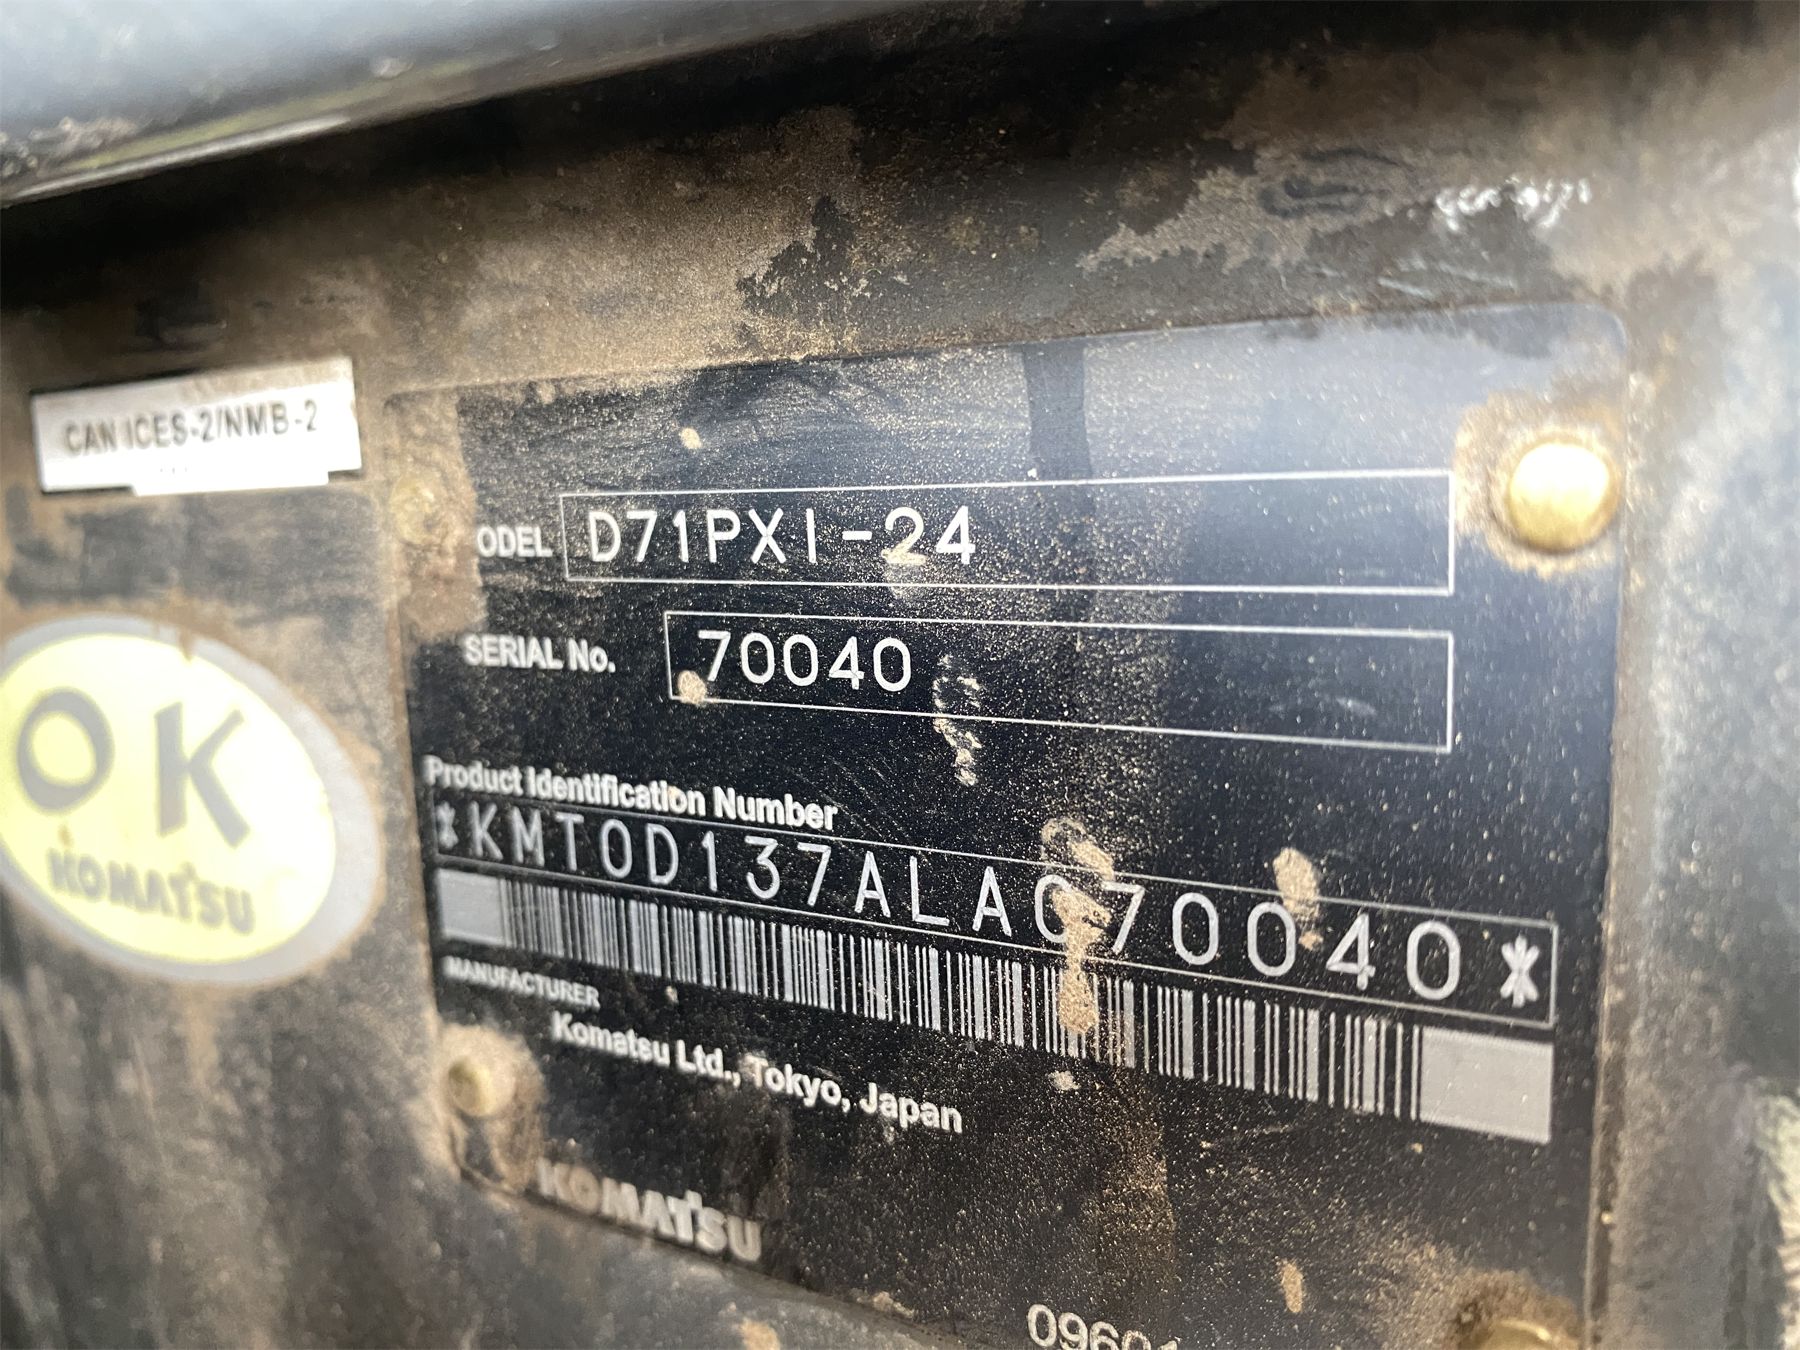 CAN ICES-2/NMB-2
ODEL D71PXI-24
SERIAL No. 70040
Product Identification Number
*KMT0D137ALA070040*
MANUFACTURER
Komatsu Ltd., Tokyo, Japan
KOMATSU
OK
KOMATSU